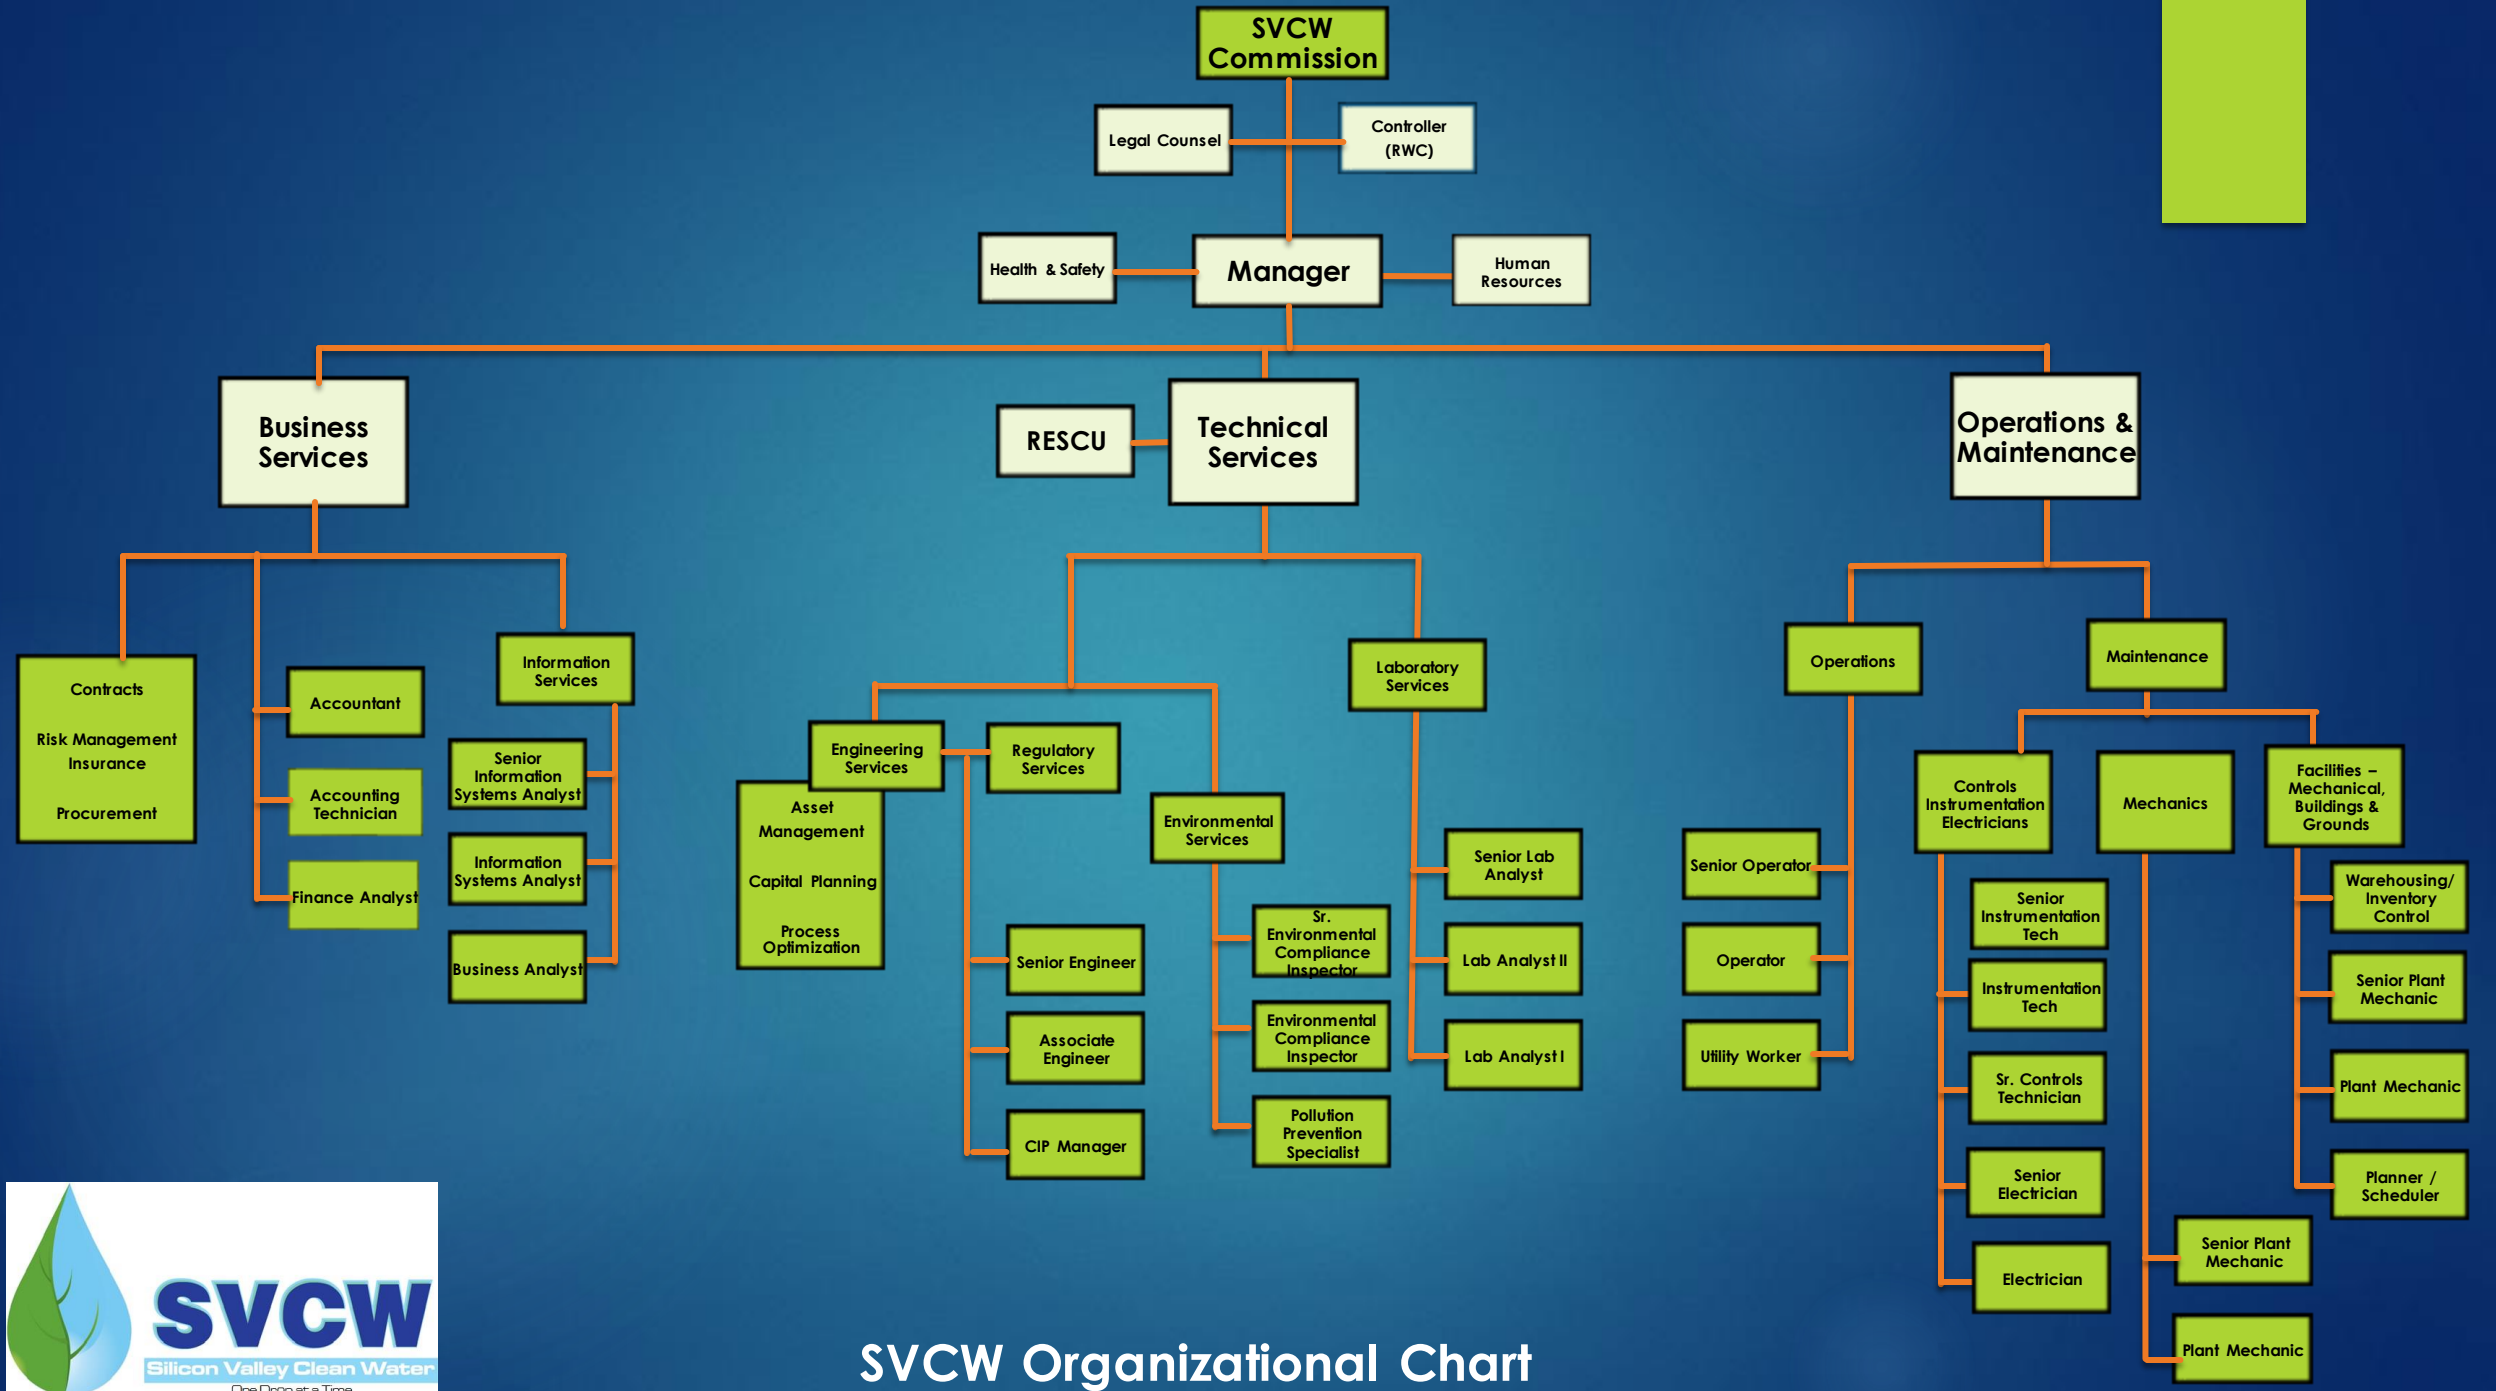 SVCW
Commission
Legal Counsel
Controller
(RWC)
Health & Safety
Manager
Human
Resources
Business
Services
RESCU
Technical
Services
Operations &
Maintenance
Contracts
Risk Management
Insurance
Procurement
Accountant
Accounting
Technician
Finance Analyst
Information
Services
Senior
Information
Systems Analyst
Information
Systems Analyst
Business Analyst
Engineering
Services
Asset
Management
Capital Planning
Process
Optimization
Regulatory
Services
Senior Engineer
Associate
Engineer
CIP Manager
Environmental
Services
Sr.
Environmental
Compliance
Inspector
Environmental
Compliance
Inspector
Pollution
Prevention
Specialist
Laboratory
Services
Senior Lab
Analyst
Lab Analyst II
Lab Analyst I
Operations
Senior Operator
Operator
Utility Worker
Maintenance
Controls
Instrumentation
Electricians
Senior
Instrumentation
Tech
Instrumentation
Tech
Sr. Controls
Technician
Senior
Electrician
Electrician
Mechanics
Senior Plant
Mechanic
Plant Mechanic
Facilities –
Mechanical,
Buildings &
Grounds
Warehousing/
Inventory
Control
Senior Plant
Mechanic
Plant Mechanic
Planner /
Scheduler
SVCW
Silicon Valley Clean Water
One Drop at a Time
SVCW Organizational Chart